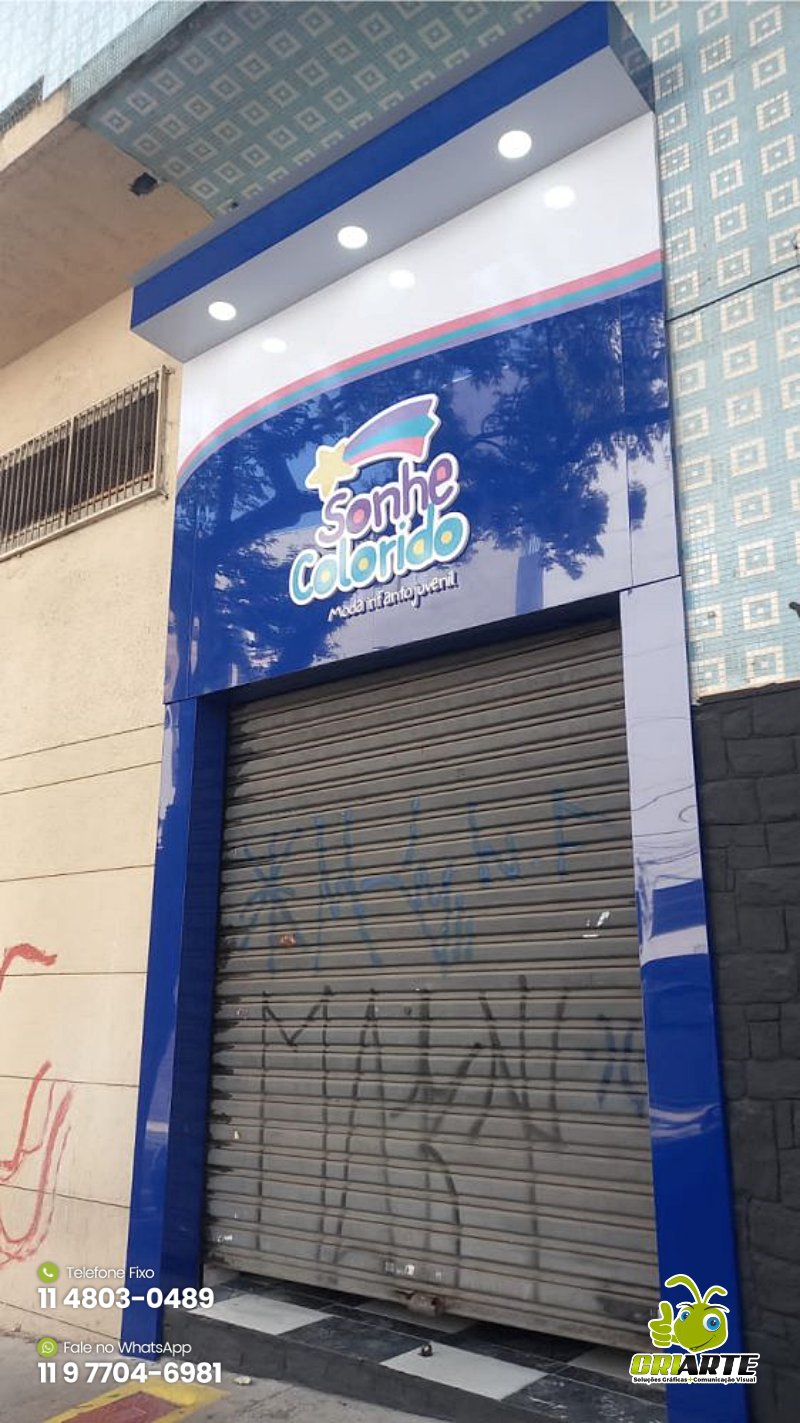 Sonhe
Colorido
Moda infanto juvenil
Telefone Fixo
11 4803-0489
Fale no WhatsApp
11 9 7704-6981
CRIARTE
Soluções Gráficas+Comunicação Visual